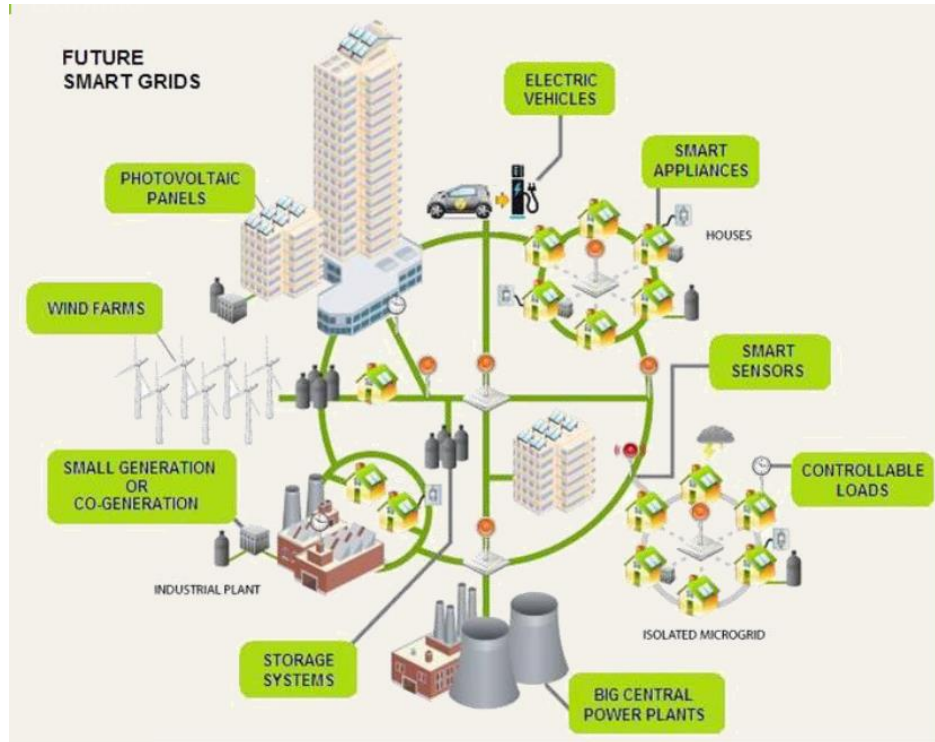 FUTURE
SMART GRIDS
ELECTRIC
VEHICLES
SMART
APPLIANCES
PHOTOVOLTAIC
PANELS
HOUSES
WIND FARMS
SMART
SENSORS
SMALL GENERATION
OR
CO-GENERATION
CONTROLLABLE
LOADS
INDUSTRIAL PLANT
ISOLATED MICROGRID
STORAGE
SYSTEMS
BIG CENTRAL
POWER PLANTS